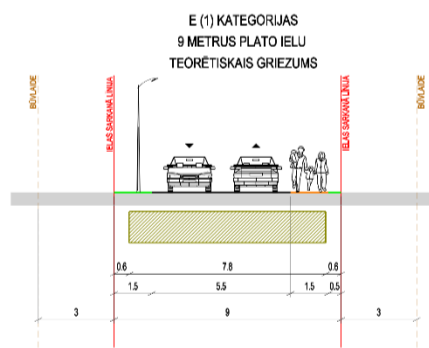 E (1) KATEGORIJAS
9 METRUS PLATO IELU
TEORĒTISKAIS GRIEZUMS
BŪVLAIDE
IELAS SARKANĀ LĪNIJA
IELAS SARKANĀ LĪNIJA
BŪVLAIDE
0.6 7.8 0.6
1.5 5.5 1.5 0.5
3 9 3